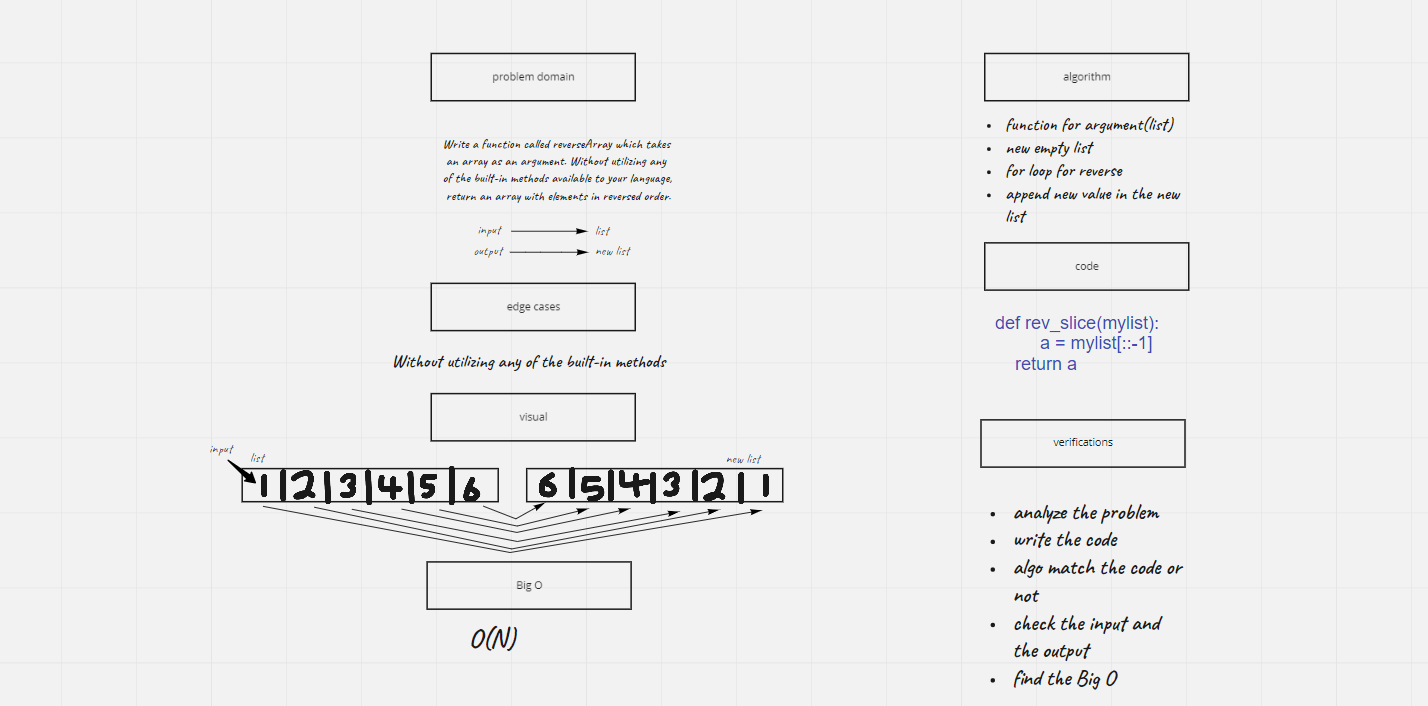 problem domain
Write a function called reverseArray which takes
an array as an argument. Without utilizing any
of the built-in methods available to your language,
return an array with elements in reversed order.
input list
output new list
edge cases
Without utilizing any of the built-in methods
visual
input
list
new list
1 | 2 | 3 | 4 | 5 | 6
6 | 5 | 4 | 3 | 2 | 1
Big O
O(N)
algorithm
• function for argument(list)
• new empty list
• for loop for reverse
• append new value in the new
list
code
def rev_slice(mylist):
a = mylist[::-1]
return a
verifications
• analyze the problem
• write the code
• algo match the code or
not
• check the input and
the output
• find the Big O